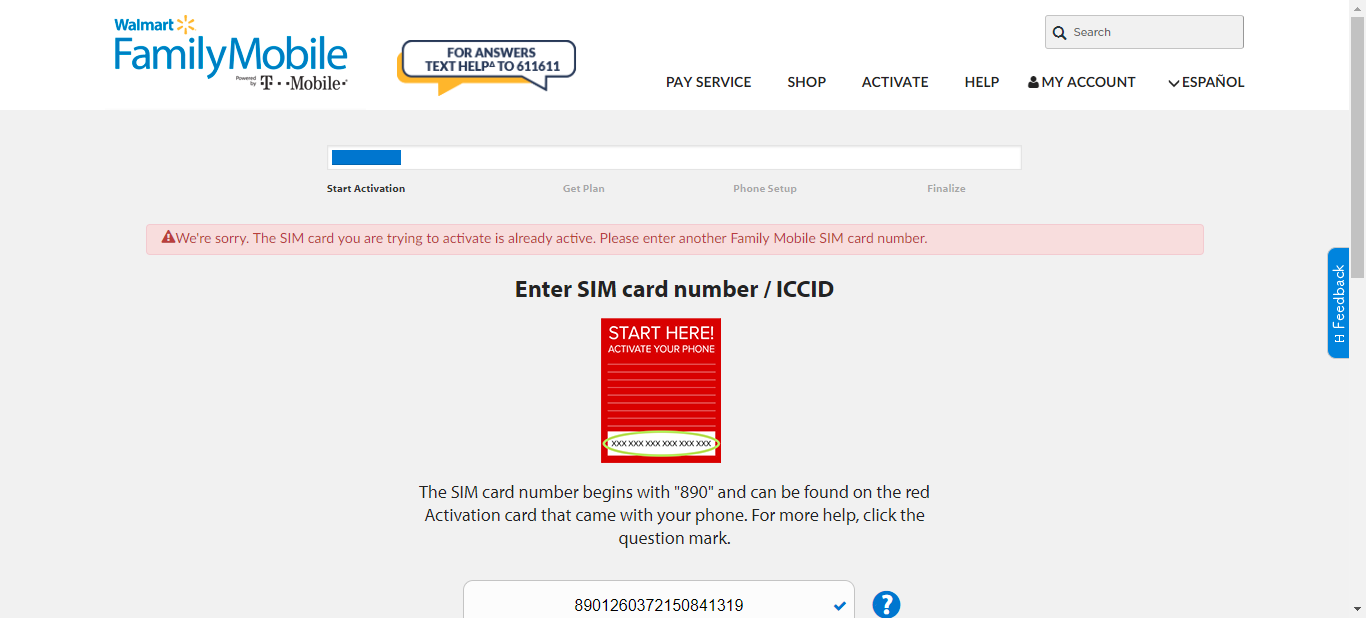 Walmart
FamilyMobile
Powered by T··Mobile·
FOR ANSWERS
TEXT HELP∆ TO 611611
Search
PAY SERVICE SHOP ACTIVATE HELP MY ACCOUNT ESPAÑOL
Start Activation Get Plan Phone Setup Finalize
We're sorry. The SIM card you are trying to activate is already active. Please enter another Family Mobile SIM card number.
Enter SIM card number / ICCID
START HERE!
ACTIVATE YOUR PHONE
XXX XXX XXX XXX XXX XXX XXX
The SIM card number begins with "890" and can be found on the red
Activation card that came with your phone. For more help, click the
question mark.
8901260372150841319 ?
H Feedback